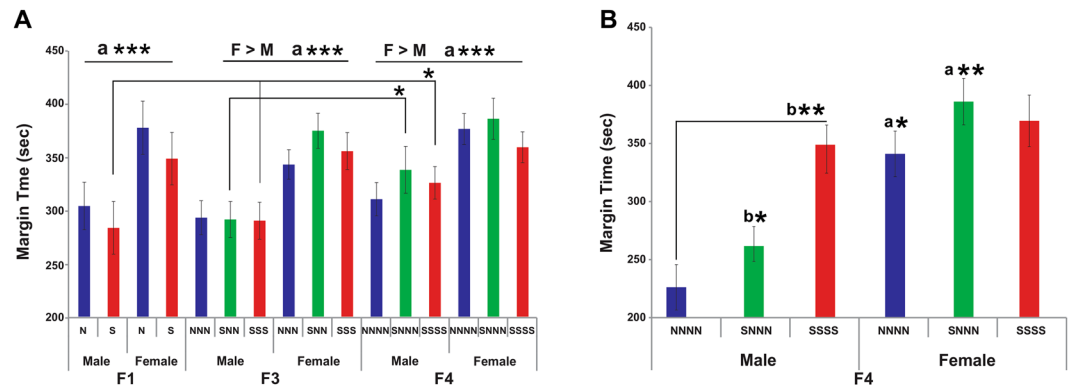 A
450
400
350
300
250
200
Margin Tme (sec)
a ***
F > M a ***
F > M a ***
*
*
N S N S NNN SNN SSS NNN SNN SSS NNNN SNNN SSSS NNNN SNNN SSSS
Male Female Male Female Male Female
F1 F3 F4
B
450
400
350
300
250
200
Margin Time (sec)
b**
b*
a*
a**
NNNN SNNN SSSS NNNN SNNN SSSS
Male Female
F4